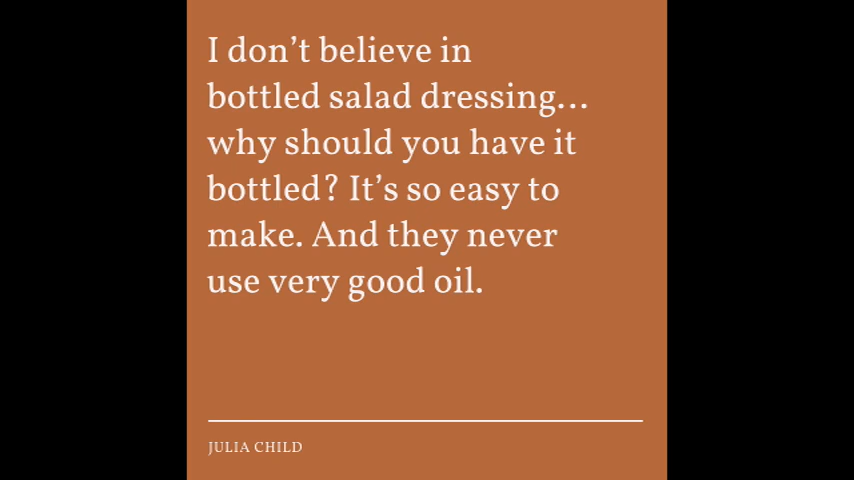 I don’t believe in
bottled salad dressing...
why should you have it
bottled? It’s so easy to
make. And they never
use very good oil.
JULIA CHILD